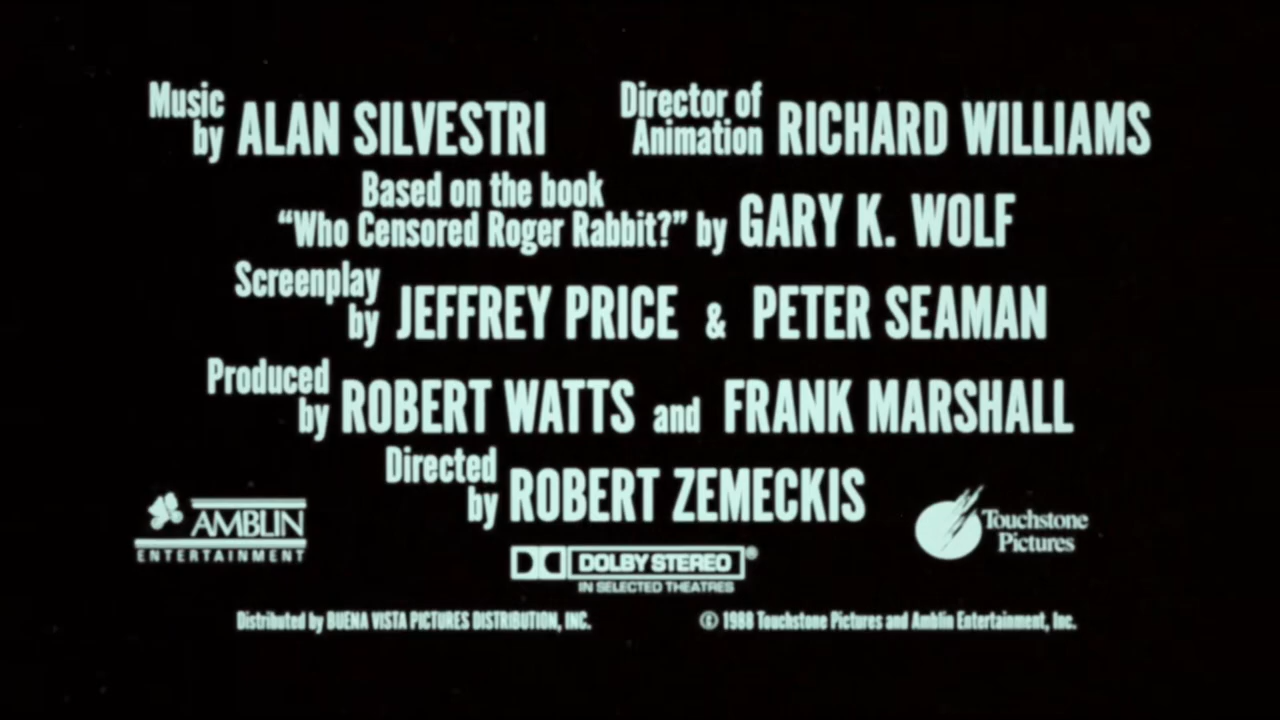 Music by ALAN SILVESTRI Director of Animation RICHARD WILLIAMS
Based on the book
“Who Censored Roger Rabbit?” by GARY K. WOLF
Screenplay by JEFFREY PRICE & PETER SEAMAN
Produced by ROBERT WATTS and FRANK MARSHALL
Directed by ROBERT ZEMECKIS
AMBLIN
ENTERTAINMENT
DOLBY STEREO®
IN SELECTED THEATRES
Touchstone
Pictures
Distributed by BUENA VISTA PICTURES DISTRIBUTION, INC. © 1988 Touchstone Pictures and Amblin Entertainment, Inc.